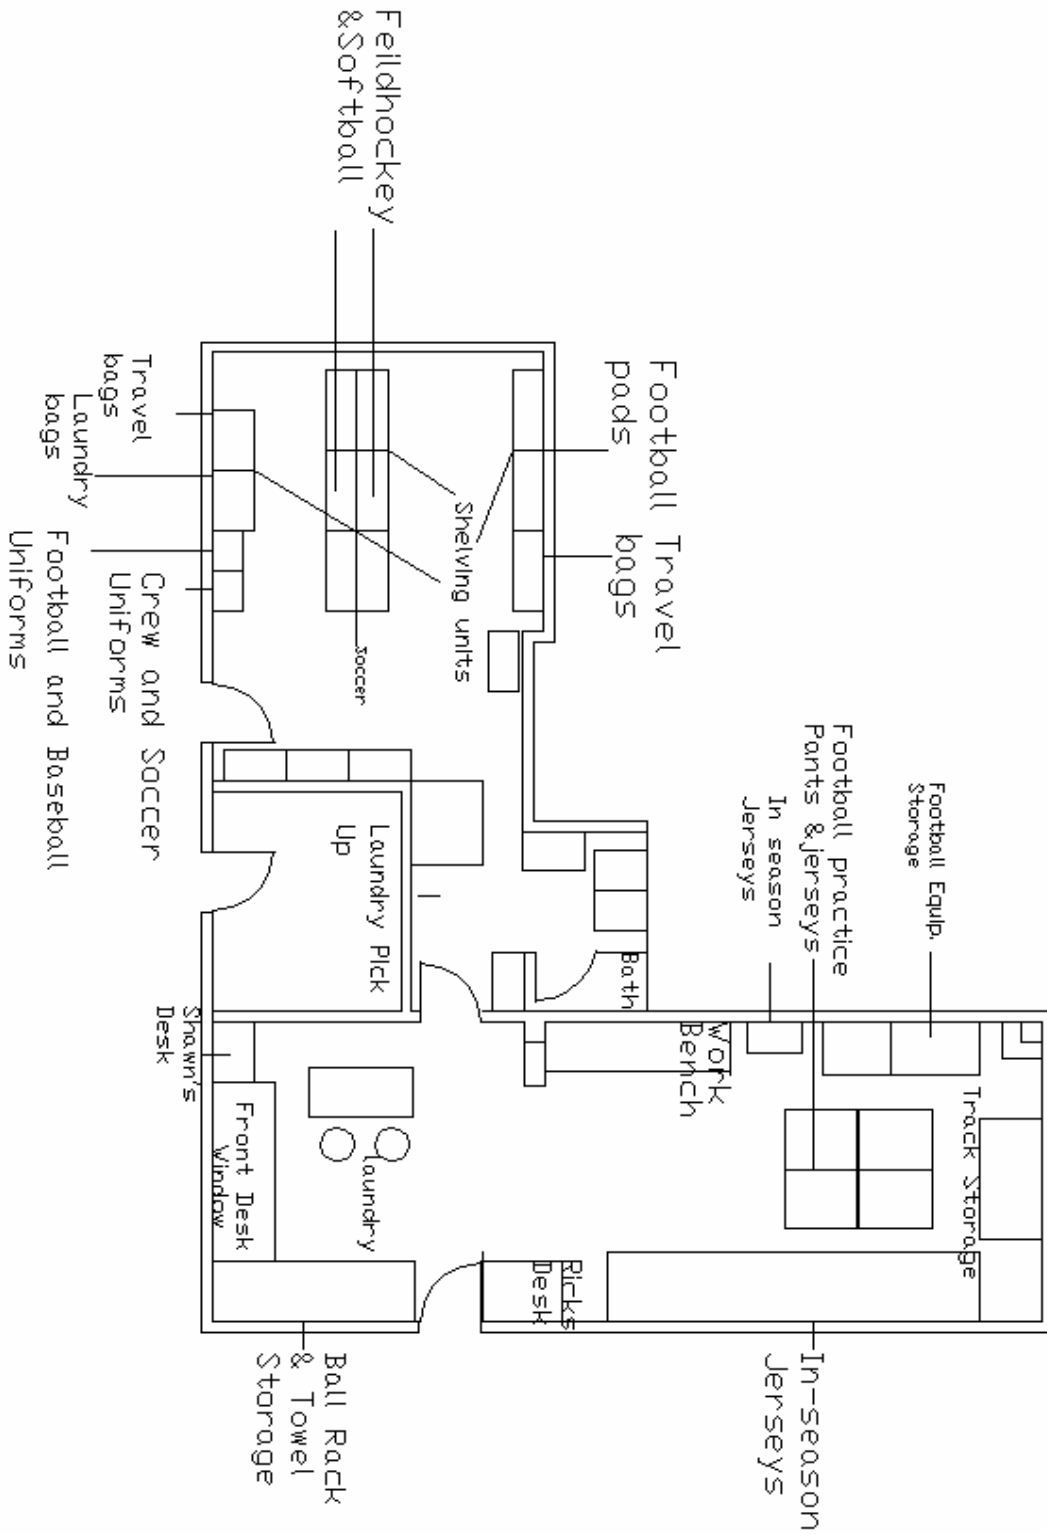 Feildhockey
&Softball
Football
pads
Travel
bags
Travel
bags
Laundry
bags
Football and Baseball
Uniforms
Crew and Soccer
Uniforms
Shelving units
soccer
Laundry Pick
Up
Bath
Football Equip.
Storage
Football practice
Pants &jerseys
In season
Jerseys
Work
Bench
Track Storage
Shawn's
Desk
Front Desk
Window
laundry
Ricks
Desk
Ball Rack
& Towel
Storage
In-season
Jerseys